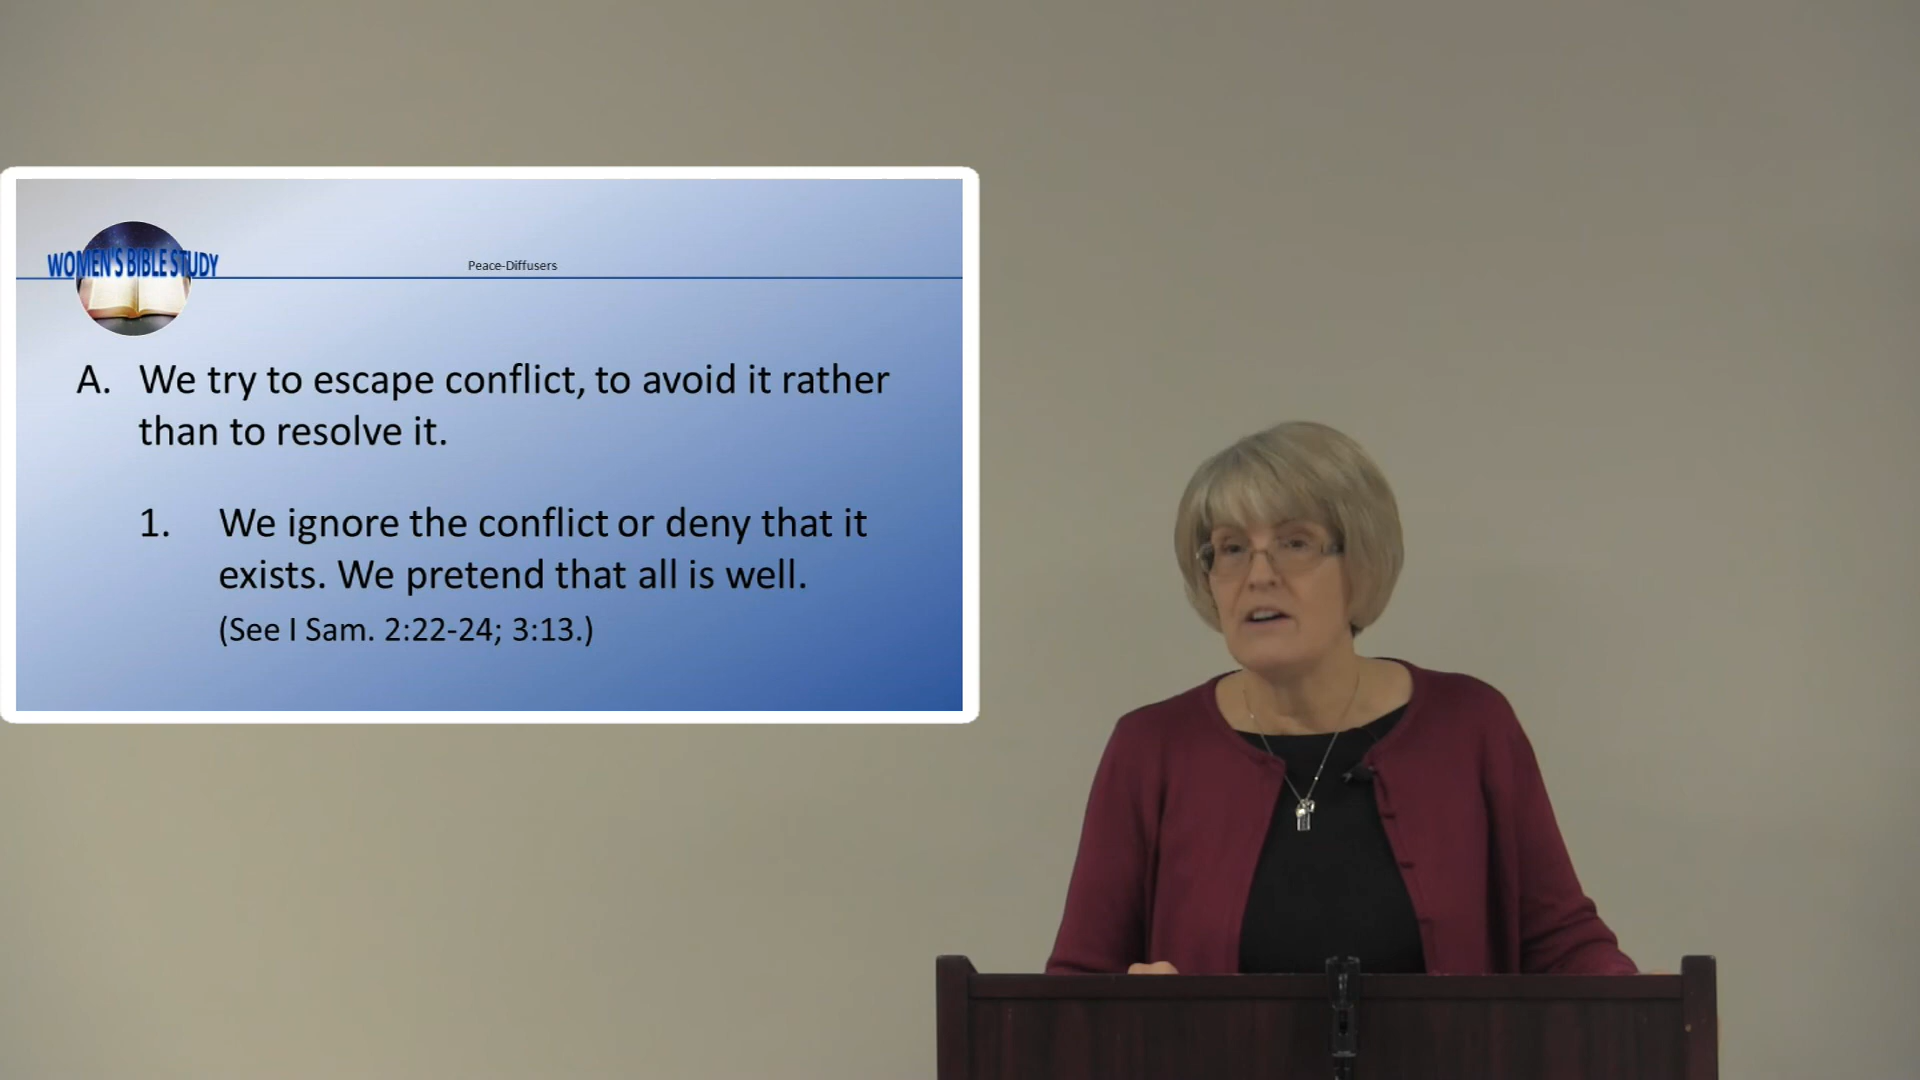 WOMEN'S BIBLE STUDY
Peace-Diffusers
A. We try to escape conflict, to avoid it rather
than to resolve it.
1. We ignore the conflict or deny that it
exists. We pretend that all is well.
(See I Sam. 2:22-24; 3:13.)